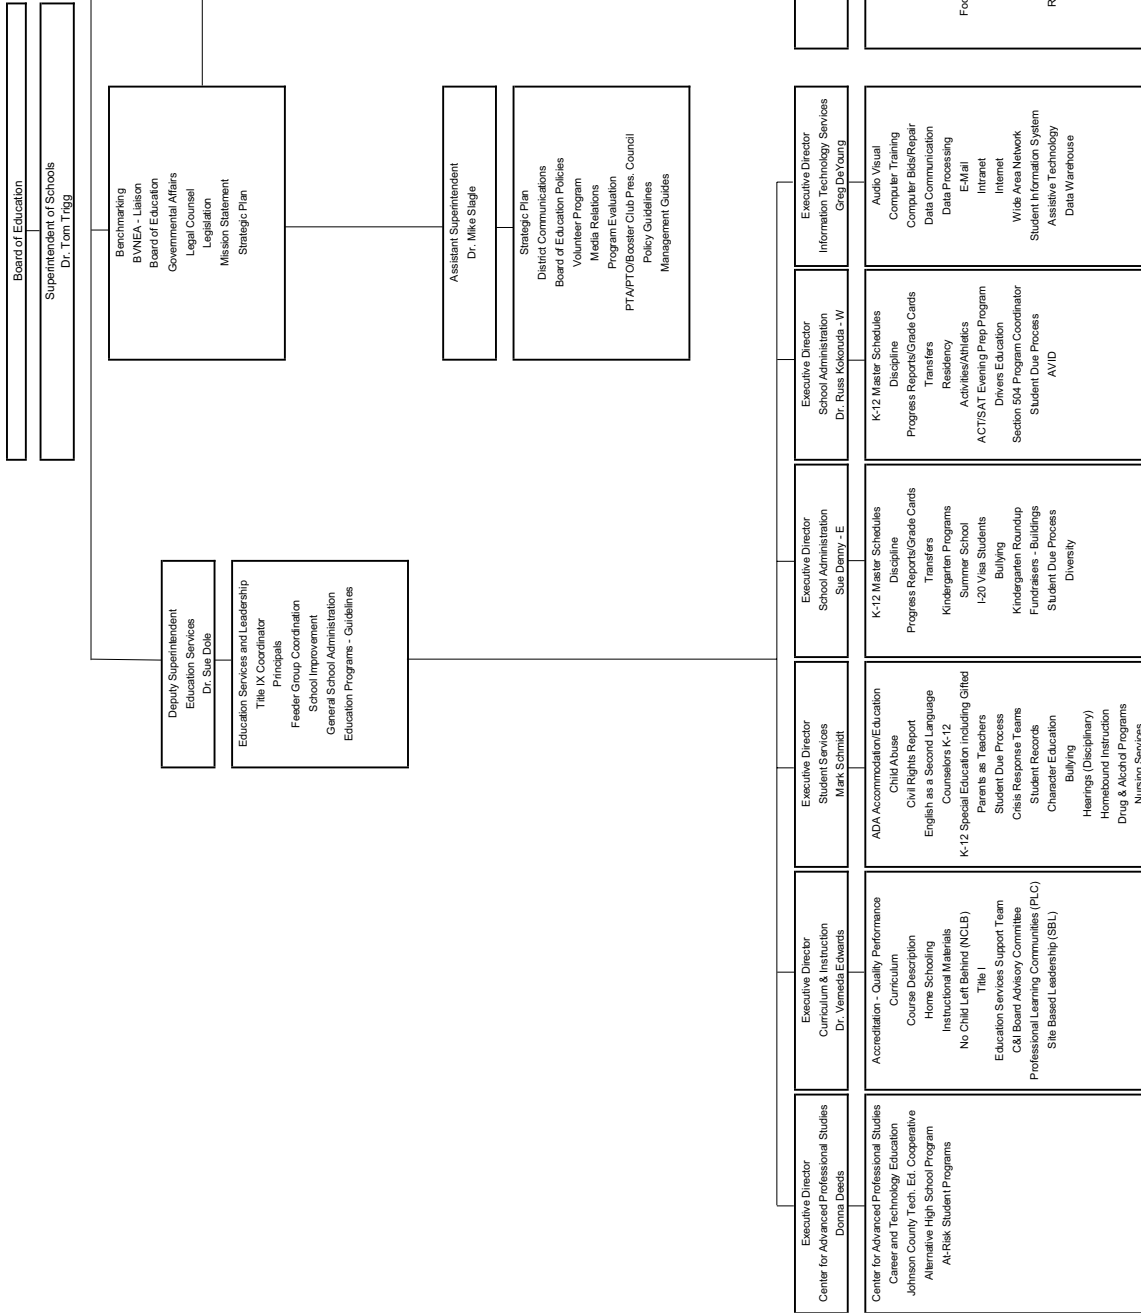 Board of Education
Superintendent of Schools
Dr. Tom Trigg
Benchmarking
BVNEA - Liaison
Board of Education
Governmental Affairs
Legal Counsel
Legislation
Mission Statement
Strategic Plan
Assistant Superintendent
Dr. Mike Slagle
Strategic Plan
District Communications
Board of Education Policies
Volunteer Program
Media Relations
Program Evaluation
PTA/PTO/Booster Club Pres. Council
Policy Guidelines
Management Guides
Deputy Superintendent
Education Services
Dr. Sue Dole
Education Services and Leadership
Title IX Coordinator
Principals
Feeder Group Coordination
School Improvement
General School Administration
Education Programs - Guidelines
Executive Director
Center for Advanced Professional Studies
Donna Deeds
Center for Advanced Professional Studies
Career and Technology Education
Johnson County Tech. Ed. Cooperative
Alternative High School Program
At-Risk Student Programs
Executive Director
Curriculum & Instruction
Dr. Verneda Edwards
Accreditation - Quality Performance
Curriculum
Course Description
Home Schooling
Instructional Materials
No Child Left Behind (NCLB)
Title I
Education Services Support Team
C&I Board Advisory Committee
Professional Learning Communities (PLC)
Site Based Leadership (SBL)
Executive Director
Student Services
Mark Schmidt
ADA Accommodation/Education
Child Abuse
Civil Rights Report
English as a Second Language
Counselors K-12
K-12 Special Education including Gifted
Parents as Teachers
Student Due Process
Crisis Response Teams
Student Records
Character Education
Bullying
Hearings (Disciplinary)
Homebound Instruction
Drug & Alcohol Programs
Nursing Services
Executive Director
School Administration
Sue Denny - E
K-12 Master Schedules
Discipline
Progress Reports/Grade Cards
Transfers
Kindergarten Programs
Summer School
I-20 Visa Students
Bullying
Kindergarten Roundup
Fundraisers - Buildings
Student Due Process
Diversity
Executive Director
School Administration
Dr. Russ Kokoruda - W
K-12 Master Schedules
Discipline
Progress Reports/Grade Cards
Transfers
Residency
Activities/Athletics
ACT/SAT Evening Prep Program
Drivers Education
Section 504 Program Coordinator
Student Due Process
AVID
Executive Director
Information Technology Services
Greg DeYoung
Audio Visual
Computer Training
Computer Bids/Repair
Data Communication
Data Processing
E-Mail
Intranet
Internet
Wide Area Network
Student Information System
Assistive Technology
Data Warehouse